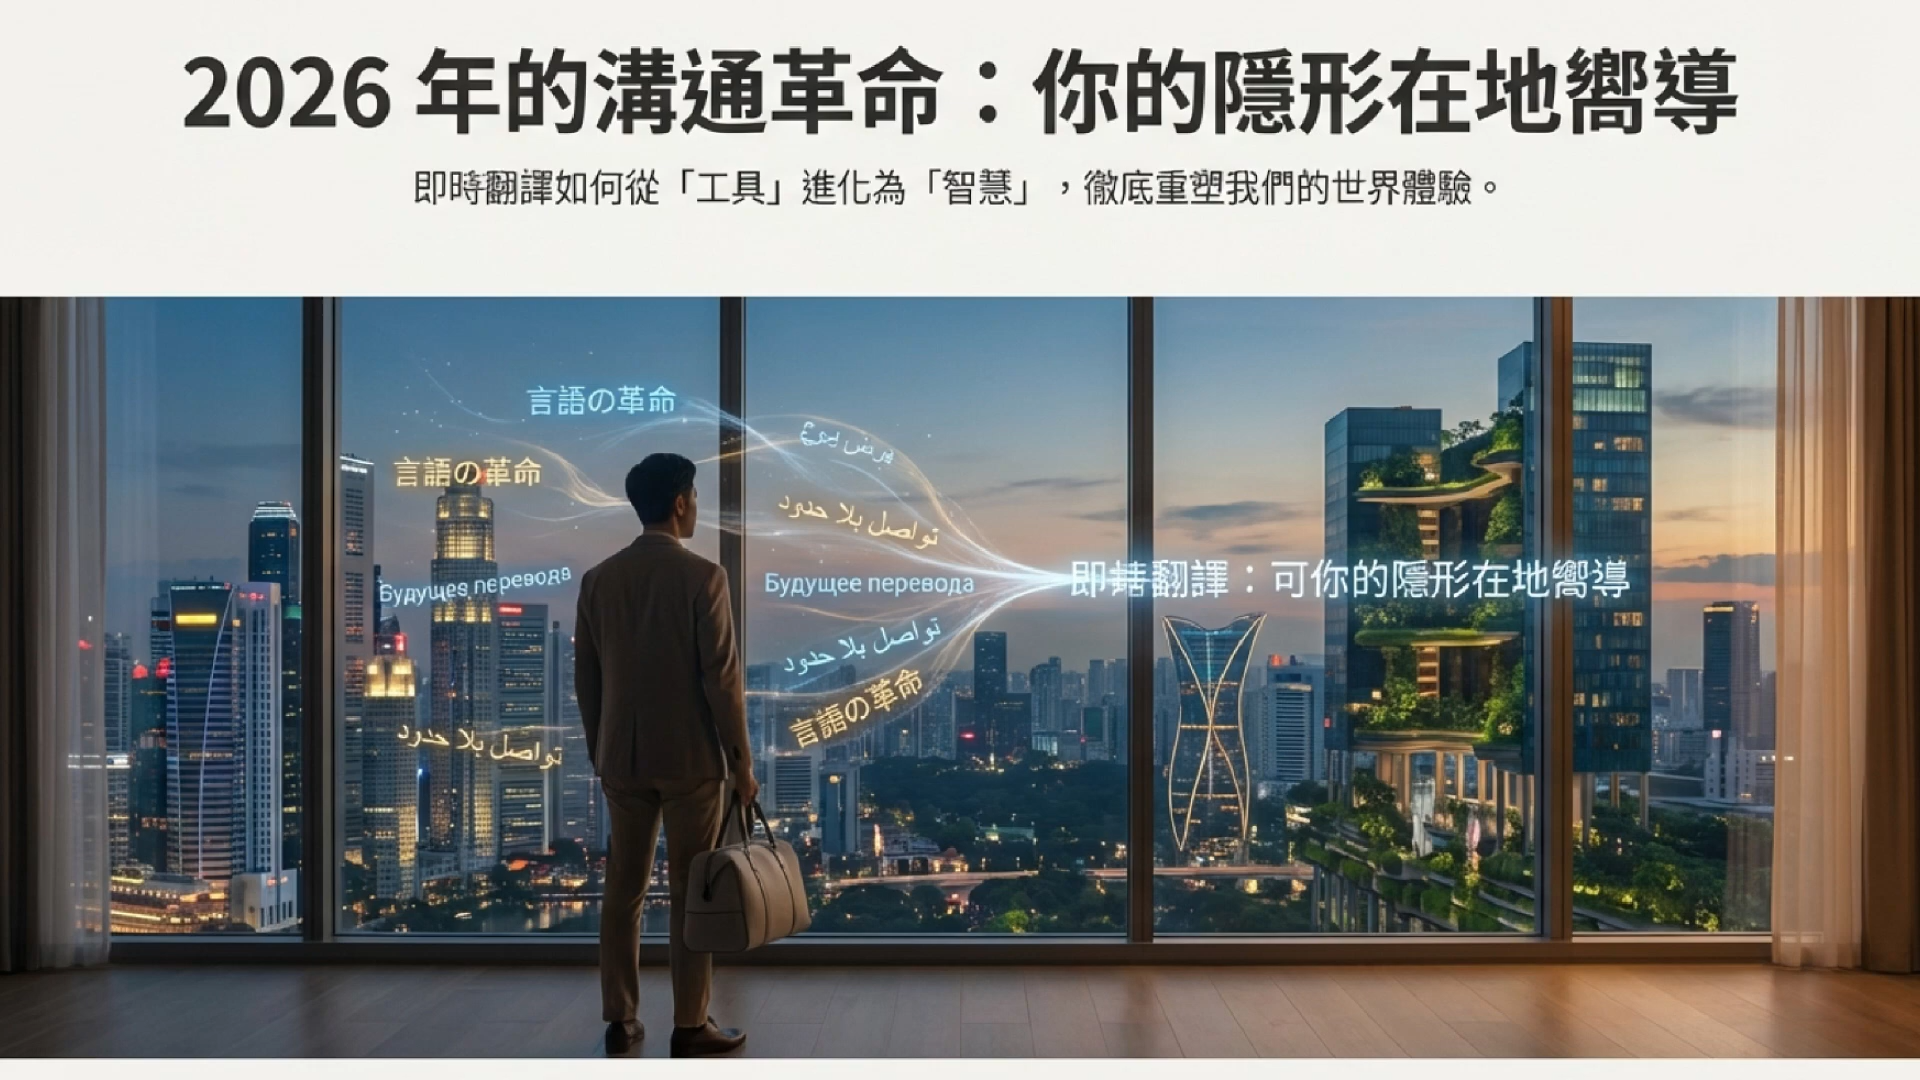 2026 年的溝通革命：你的隱形在地嚮導
即時翻譯如何從「工具」進化為「智慧」，徹底重塑我們的世界體驗。
言語の革命
言語の革命
تواصل بلا حدود
Будущее перевода
Будущее перевода
即時翻譯：可你的隱形在地嚮導
تواصل بلا حدود
言語の革命
تواصل بلا حدود